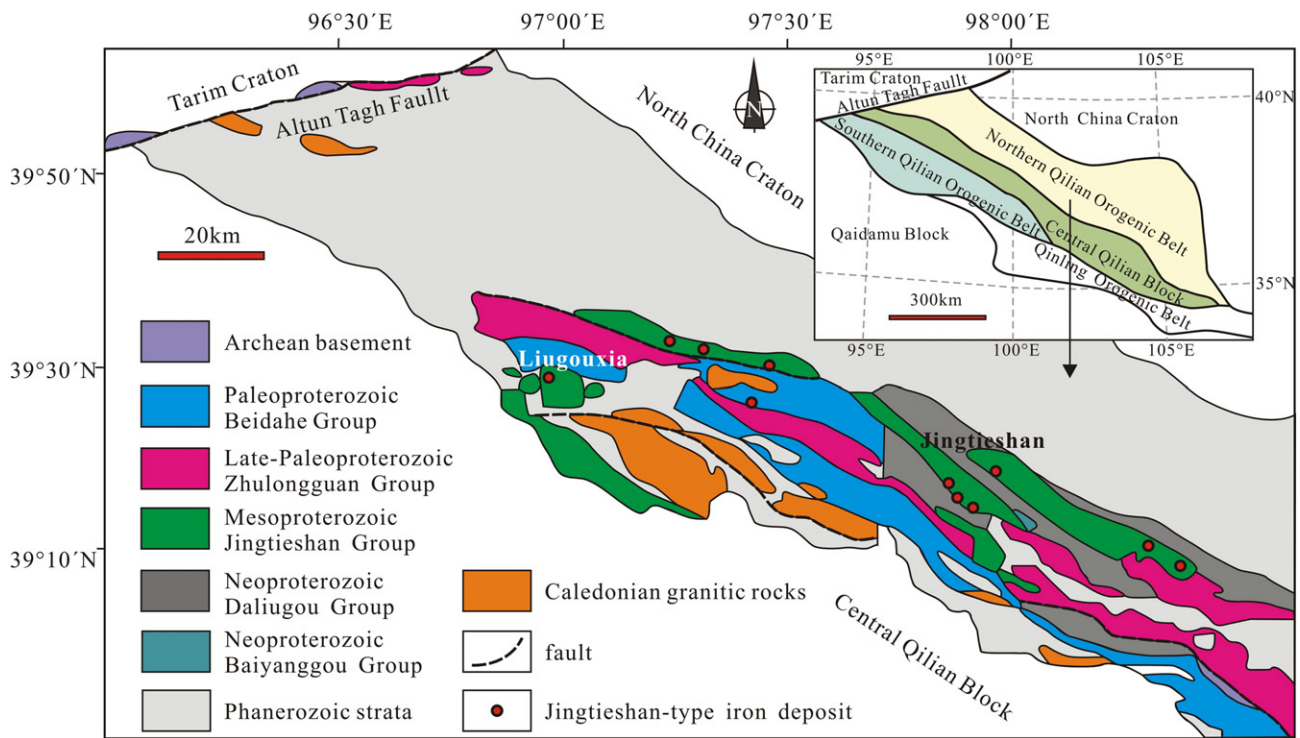 96°30´E
97°00´E
97°30´E
98°00´E
39°50´N
39°30´N
39°10´N
Tarim Craton
Altun Tagh Faullt
North China Craton
N
20km
Liugouxia
Jingtieshan
Central Qilian Block
95°E
100°E
105°E
Tarim Craton
Altun Tagh Fault
North China Craton
40°N
Southern Qilian Orogenic Belt
Northern Qilian Orogenic Belt
Central Qilian Block
Qaidamu Block
Qinling Orogenic Belt
35°N
300km
95°E
100°E
105°E
Archean basement
Paleoproterozoic
Beidahe Group
Late-Paleoproterozoic
Zhulongguan Group
Mesoproterozoic
Jingtieshan Group
Neoproterozoic
Daliugou Group
Neoproterozoic
Baiyanggou Group
Phanerozoic strata
Caledonian granitic rocks
fault
Jingtieshan-type iron deposit